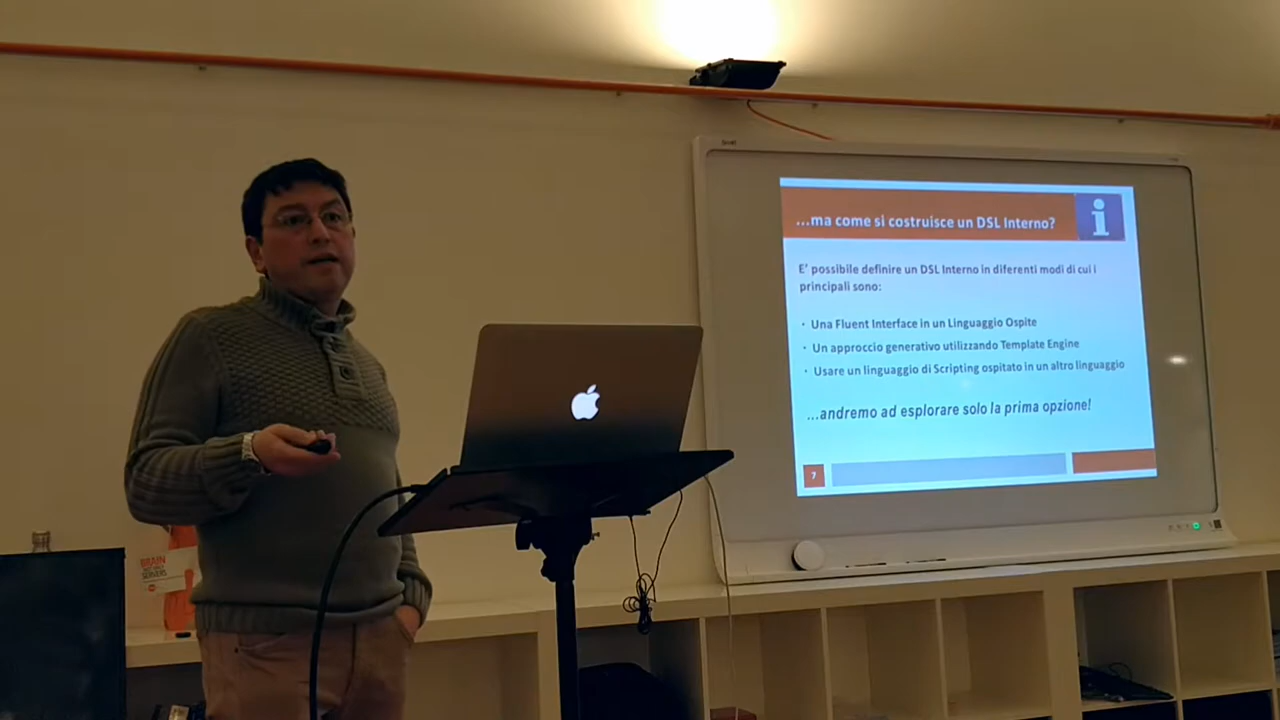 ...ma come si costruisce un DSL Interno?
i
E' possibile definire un DSL Interno in diferenti modi di cui i
principali sono:
· Una Fluent Interface in un Linguaggio Ospite
· Un approccio generativo utilizzando Template Engine
· Usare un linguaggio di Scripting ospitato in un altro linguaggio
...andremo ad esplorare solo la prima opzione!
7
BRAIN
SERVERS